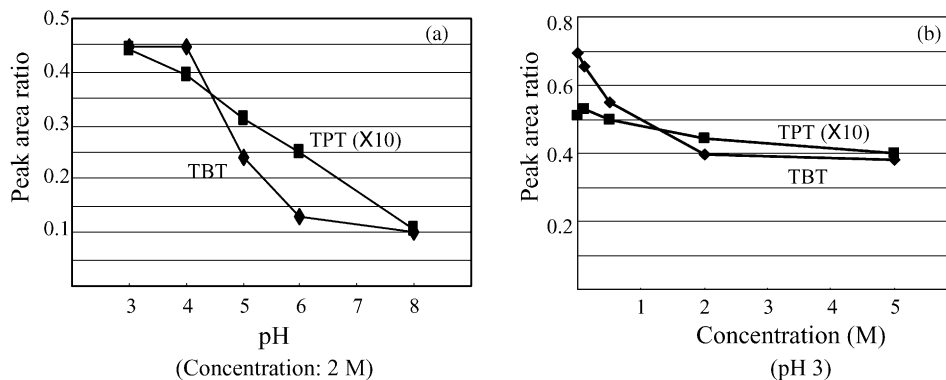 (a)
Peak area ratio
0.5
0.4
0.3
0.2
0.1
TPT (X10)
TBT
3 4 5 6 8
pH
(Concentration: 2 M)
(b)
Peak area ratio
0.8
0.6
0.4
0.2
TPT (X10)
TBT
1 2 3 4 5
Concentration (M)
(pH 3)